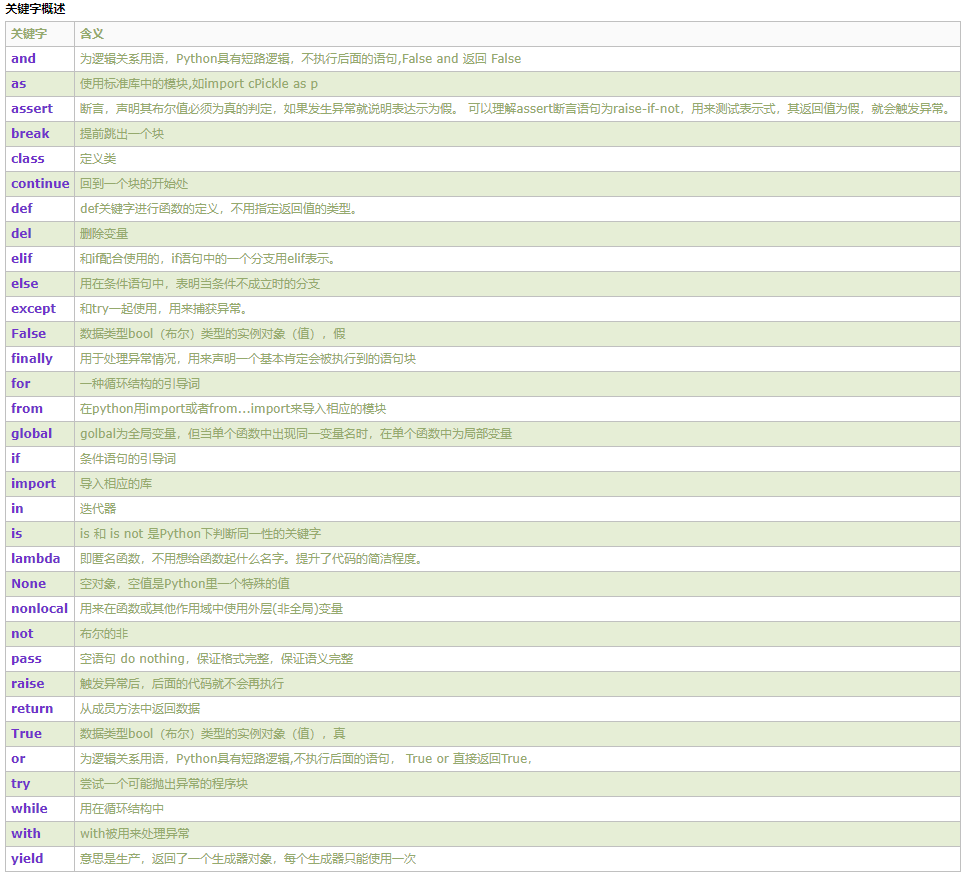 关键字概述
关键字 含义
and 为逻辑关系用语，Python具有短路逻辑，不执行后面的语句,False and 返回 False
as 使用标准库中的模块,如import cPickle as p
assert 断言，声明其布尔值必须为真的判定，如果发生异常就说明表达示为假。 可以理解assert断言语句为raise-if-not，用来测试表示式，其返回值为假，就会触发异常。
break 提前跳出一个块
class 定义类
continue 回到一个块的开始处
def def关键字进行函数的定义，不用指定返回值的类型。
del 删除变量
elif 和if配合使用的，if语句中的一个分支用elif表示。
else 用在条件语句中，表明当条件不成立时的分支
except 和try一起使用，用来捕获异常。
False 数据类型bool（布尔）类型的实例对象（值），假
finally 用于处理异常情况，用来声明一个基本肯定会被执行到的语句块
for 一种循环结构的引导词
from 在python用import或者from...import来导入相应的模块
global golbal为全局变量，但当单个函数中出现同一变量名时，在单个函数中为局部变量
if 条件语句的引导词
import 导入相应的库
in 迭代器
is is 和 is not 是Python下判断同一性的关键字
lambda 即匿名函数，不用想给函数起什么名字。提升了代码的简洁程度。
None 空对象，空值是Python里一个特殊的值
nonlocal 用来在函数或其他作用域中使用外层(非全局)变量
not 布尔的非
pass 空语句 do nothing，保证格式完整，保证语义完整
raise 触发异常后，后面的代码就不会再执行
return 从成员方法中返回数据
True 数据类型bool（布尔）类型的实例对象（值），真
or 为逻辑关系用语，Python具有短路逻辑,不执行后面的语句， True or 直接返回True，
try 尝试一个可能抛出异常的程序块
while 用在循环结构中
with with被用来处理异常
yield 意思是生产，返回了一个生成器对象，每个生成器只能使用一次